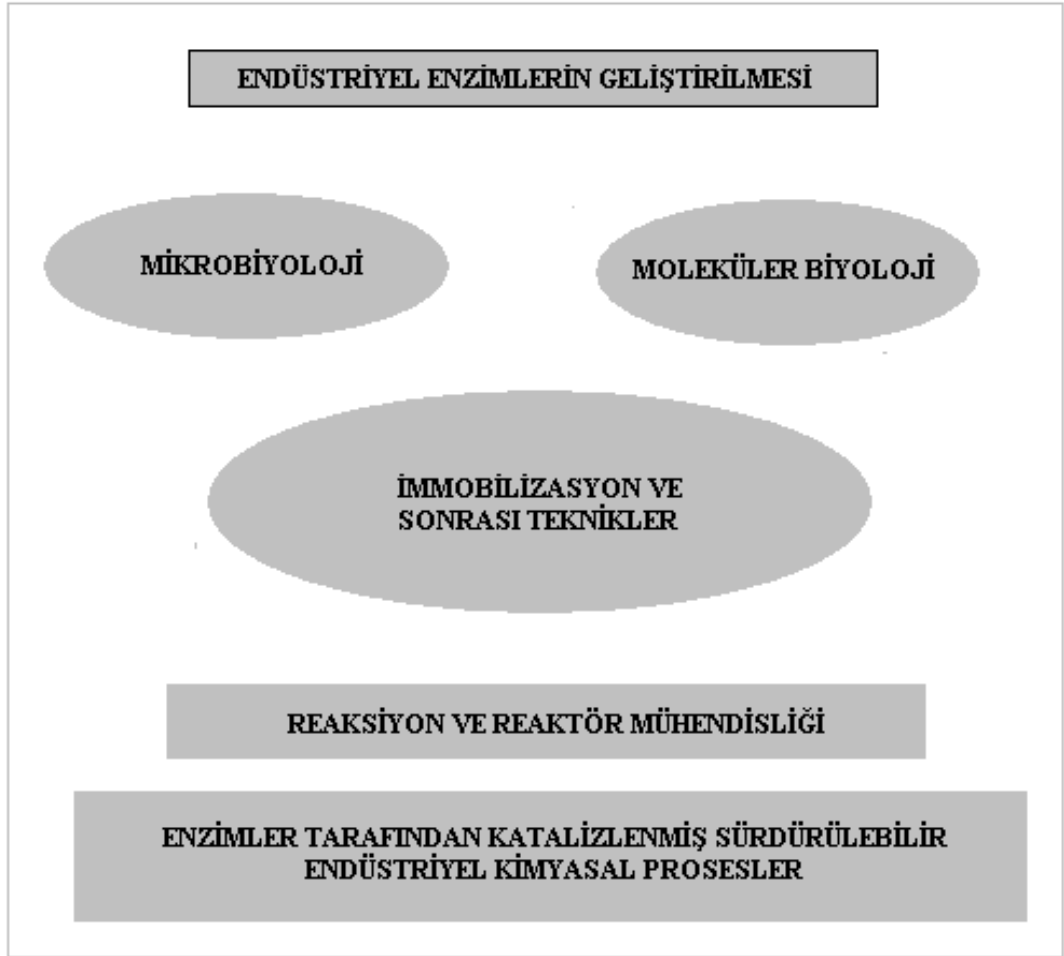 ENDÜSTRİYEL ENZİMLERİN GELİŞTİRİLMESİ
MİKROBİYOLOJİ
MOLEKÜLER BİYOLOJİ
İMMOBİLİZASYON VE
SONRASI TEKNİKLER
REAKSİYON VE REAKTÖR MÜHENDİSLİĞİ
ENZİMLER TARAFINDAN KATALİZLENMİŞ SÜRDÜRÜLEBİLİR
ENDÜSTRİYEL KİMYASAL PROSESLER